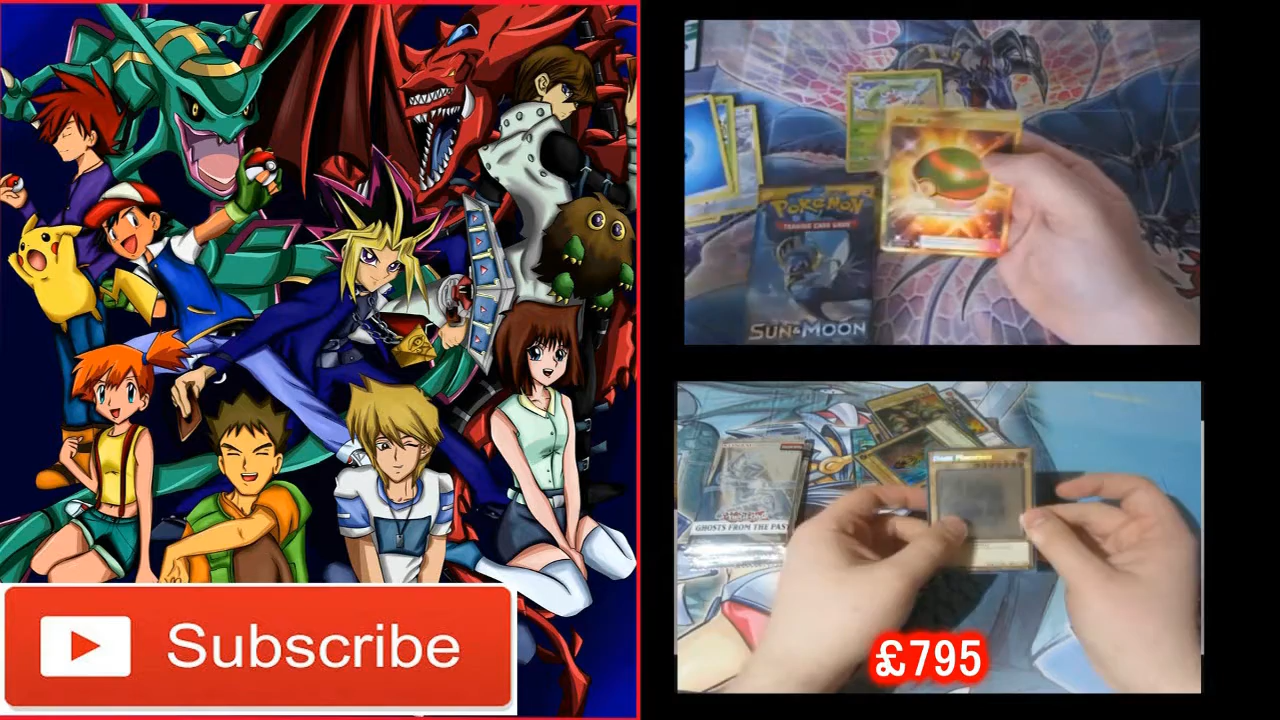 Subscribe
POKéMON
TRADING CARD GAME
SUN & MOON
GHOSTS FROM THE PAST
£795